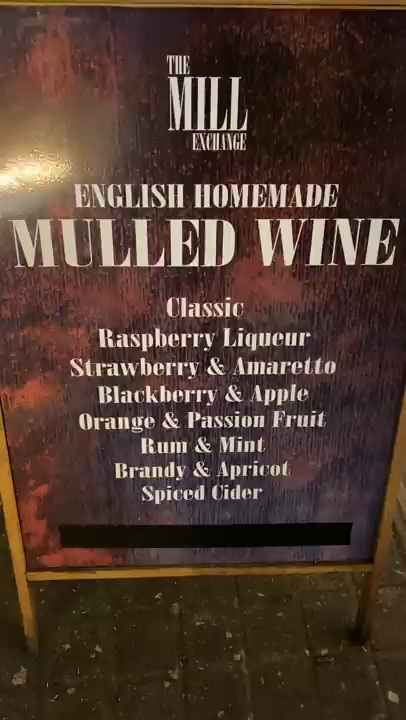 THE
MILL
EXCHANGE
ENGLISH HOMEMADE
MULLED WINE
Classic
Raspberry Liqueur
Strawberry & Amaretto
Blackberry & Apple
Orange & Passion Fruit
Rum & Mint
Brandy & Apricot
Spiced Cider